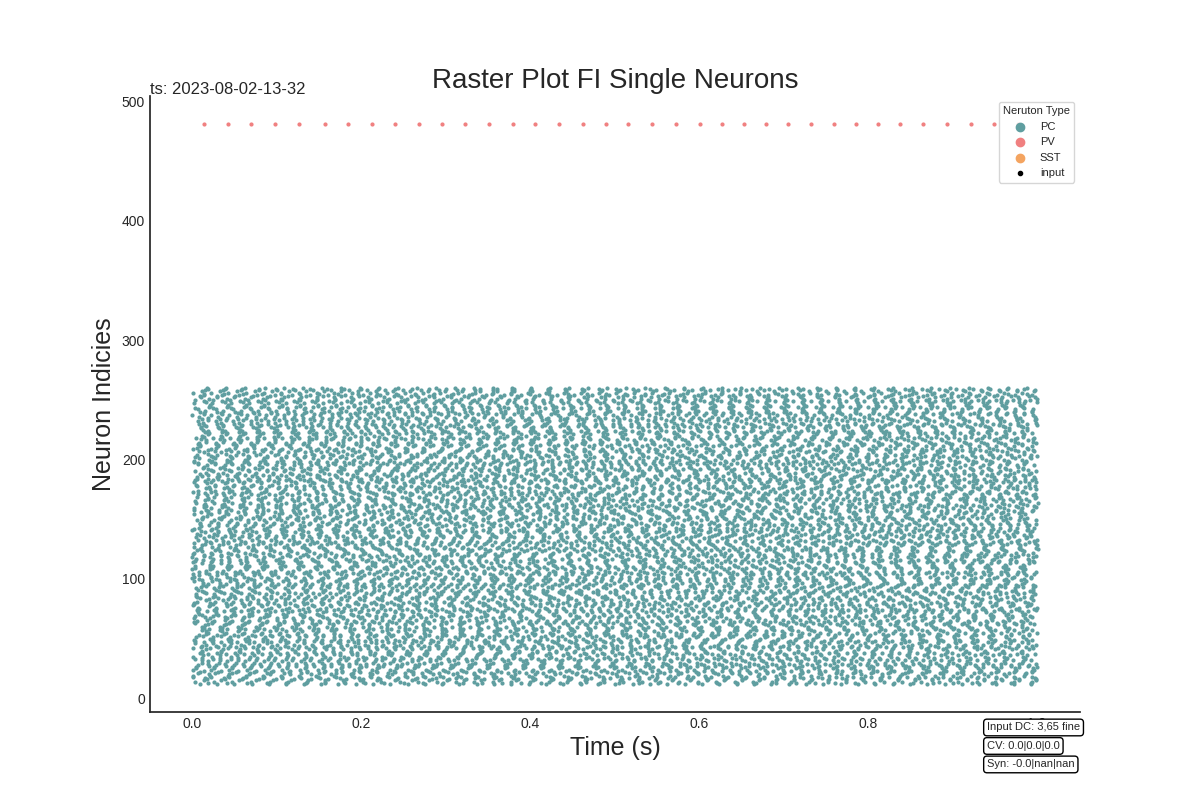 Raster Plot FI Single Neurons
ts: 2023-08-02-13-32
500
400
300
200
100
0
Neuron Indicies
Neruton Type
PC
PV
SST
input
0.0
0.2
0.4
0.6
0.8
Time (s)
Input DC: 3,65 fine
CV: 0.0|0.0|0.0
Syn: -0.0|nan|nan